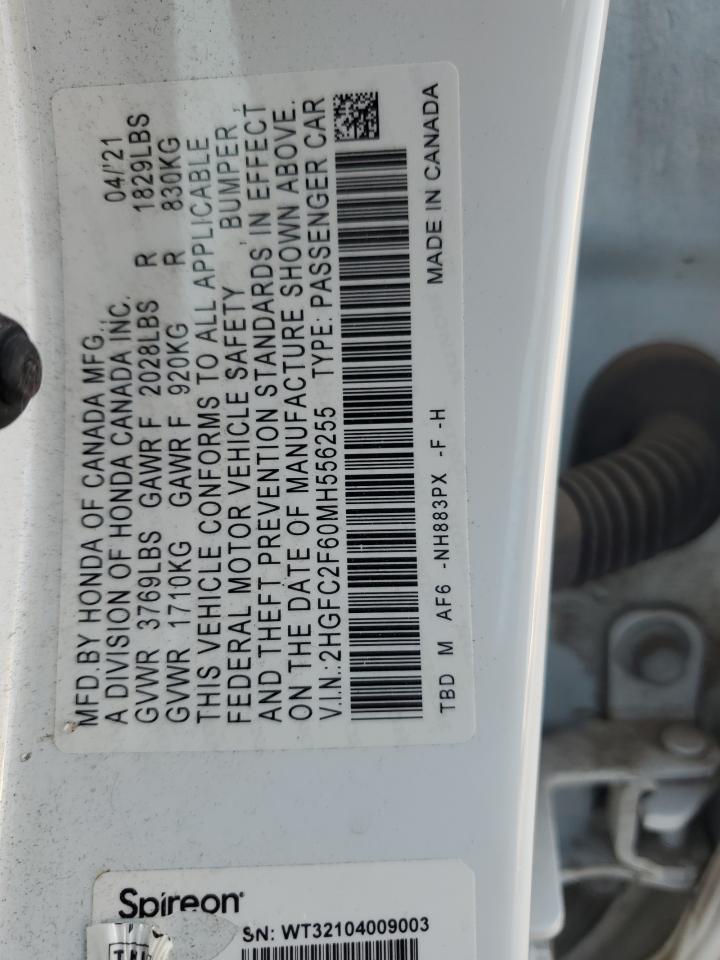 MFD.BY HONDA OF CANADA MFG., 04/'21
A DIVISION OF HONDA CANADA INC.
GVWR 3769LBS GAWR F 2028LBS R 1829LBS
GVWR 1710KG GAWR F 920KG R 830KG
THIS VEHICLE CONFORMS TO ALL APPLICABLE
FEDERAL MOTOR VEHICLE SAFETY , BUMPER ,
AND THEFT PREVENTION STANDARDS IN EFFECT
ON THE DATE OF MANUFACTURE SHOWN ABOVE.
V.I.N.:2HGFC2F60MH556255 TYPE: PASSENGER CAR
TBD M AF6 -NH883PX -F -H MADE IN CANADA
Spireon
SN: WT32104009003